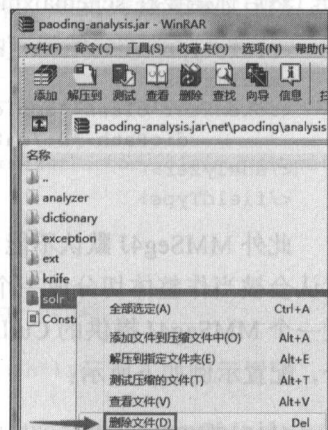 paoding-analysis.jar - WinRAR
文件(F) 命令(C) 工具(S) 收藏夹(O) 选项(N) 帮助(H
添加 解压到 测试 查看 删除 查找 向导 信息
paoding-analysis.jar\net\paoding\analysis
名称
..
analyzer
dictionary
exception
ext
knife
solr
Consta
全部选定(A) Ctrl+A
添加文件到压缩文件中(O) Alt+A
解压到指定文件夹(E) Alt+E
测试压缩的文件(T) Alt+T
查看文件(V) Alt+V
删除文件(D) Del